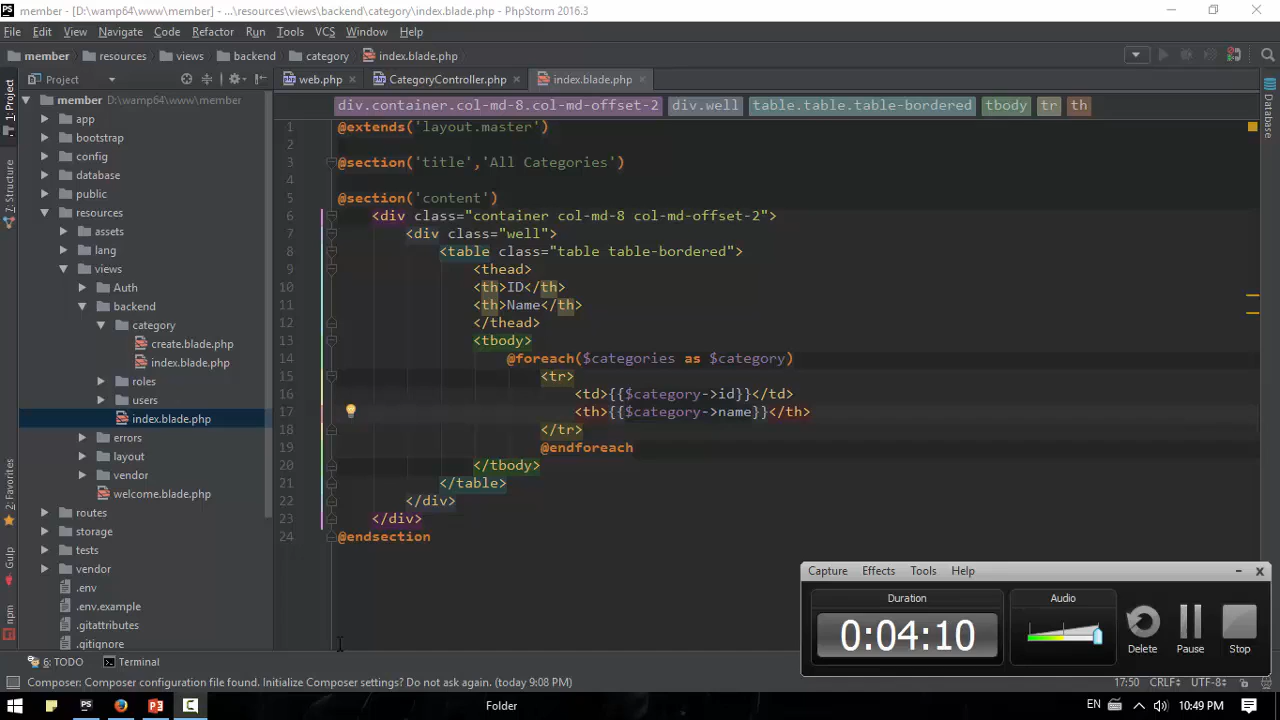 member - [D:\wamp64\www\member] - ...\resources\views\backend\category\index.blade.php - PhpStorm 2016.3
File Edit View Navigate Code Refactor Run Tools VCS Window Help
member resources views backend category index.blade.php
Project web.php CategoryController.php index.blade.php
member D:\wamp64\www\member
app
bootstrap
config
database
public
resources
assets
lang
views
Auth
backend
category
create.blade.php
index.blade.php
roles
users
index.blade.php
errors
layout
vendor
welcome.blade.php
routes
storage
tests
vendor
.env
.env.example
.gitattributes
.gitignore
1: Project
7: Structure
2: Favorites
Gulp
npm
Database
div.container.col-md-8.col-md-offset-2 div.well table.table.table-bordered tbody tr th
1 @extends('layout.master')
2
3 @section('title','All Categories')
4
5 @section('content')
6 <div class="container col-md-8 col-md-offset-2">
7 <div class="well">
8 <table class="table table-bordered">
9 <thead>
10 <th>ID</th>
11 <th>Name</th>
12 </thead>
13 <tbody>
14 @foreach($categories as $category)
15 <tr>
16 <td>{{$category->id}}</td>
17 <th>{{$category->name}}</th>
18 </tr>
19 @endforeach
20 </tbody>
21 </table>
22 </div>
23 </div>
24 @endsection
Capture Effects Tools Help
Duration Audio
0:04:10
Delete Pause Stop
6: TODO Terminal
Composer: Composer configuration file found. Initialize Composer settings? Do not ask again. (today 9:08 PM)
17:50 CRLF÷ UTF-8÷
Folder
EN 10:49 PM